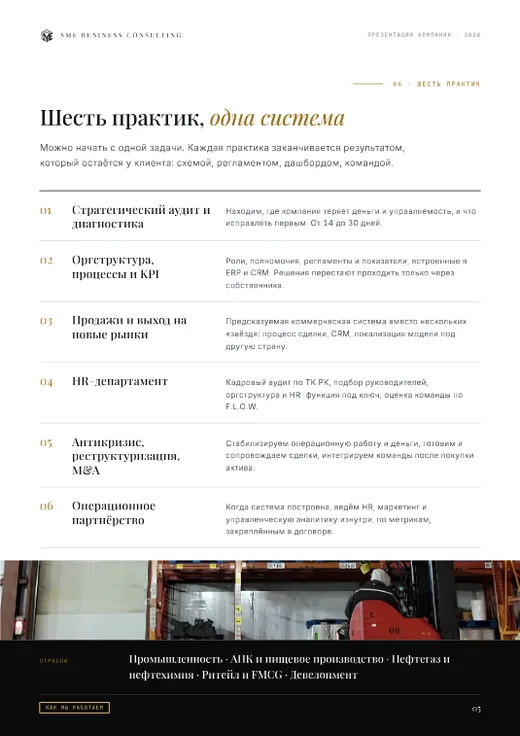 SME BUSINESS CONSULTING
ПРЕЗЕНТАЦИЯ КОМПАНИИ · 2026
04 · ШЕСТЬ ПРАКТИК
Шесть практик, одна система
Можно начать с одной задачи. Каждая практика заканчивается результатом,
который остаётся у клиента: схемой, регламентом, дашбордом, командой.
01
Стратегический аудит и
диагностика
Находим, где компания теряет деньги и управляемость, и что
исправлять первым. От 14 до 30 дней.
02
Оргструктура,
процессы и KPI
Роли, полномочия, регламенты и показатели, встроенные в
ERP и CRM. Решения перестают проходить только через
собственника.
03
Продажи и выход на
новые рынки
Предсказуемая коммерческая система вместо нескольких
«звёзд»: процесс сделки, CRM, локализация модели под
другую страну.
04
HR-департамент
Кадровый аудит по ТК РК, подбор руководителей,
оргструктура и HR-функция под ключ, оценка команды по
F.L.O.W.
05
Антикризис,
реструктуризация,
M&A
Стабилизируем операционную работу и деньги, готовим и
сопровождаем сделки, интегрируем команды после покупки
актива.
06
Операционное
партнёрство
Когда система построена, ведём HR, маркетинг и
управленческую аналитику изнутри, по метрикам,
закреплённым в договоре.
ОТРАСЛИ
Промышленность · АПК и пищевое производство · Нефтегаз и
нефтехимия · Ритейл и FMCG · Девелопмент
КАК МЫ РАБОТАЕМ
05